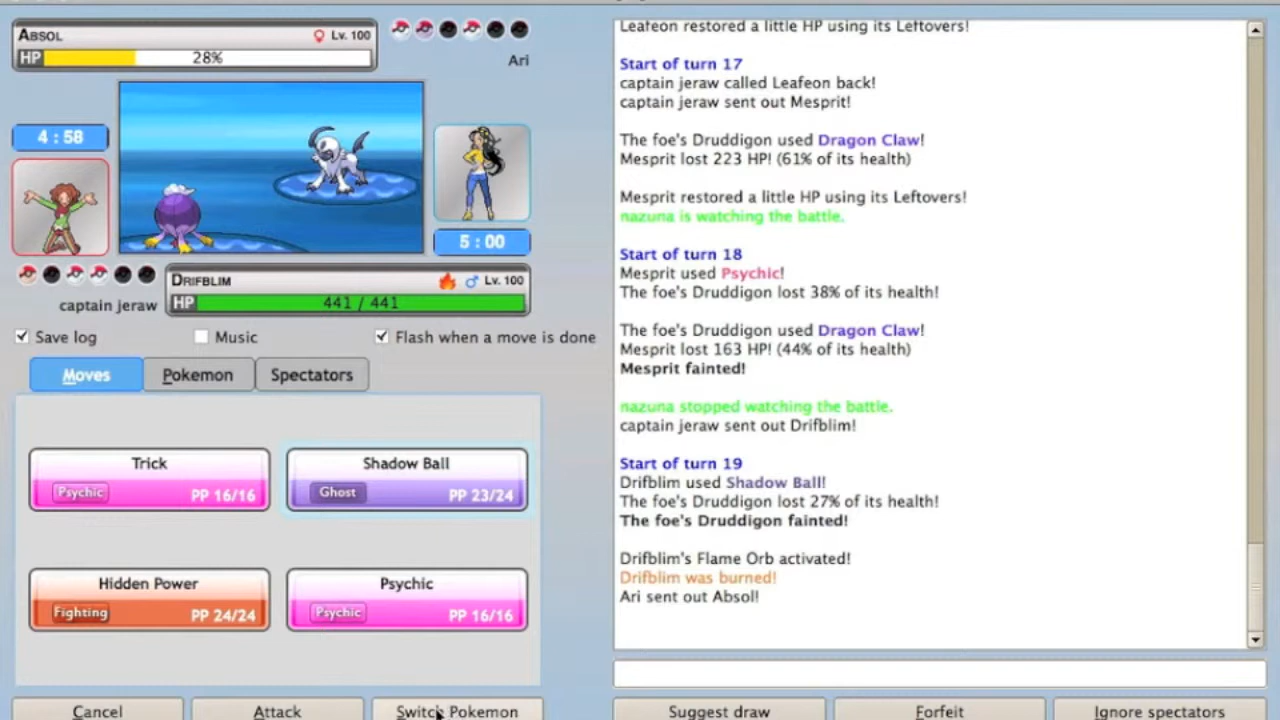 ABSOL Lv. 100
HP 28%
Ari
4 : 58
5 : 00
captain jeraw
DRIFBLIM Lv. 100
HP 441 / 441
Save log
Music
Flash when a move is done
Moves
Pokemon
Spectators
Trick
Psychic PP 16/16
Shadow Ball
Ghost PP 23/24
Hidden Power
Fighting PP 24/24
Psychic
Psychic PP 16/16
Cancel
Attack
Switch Pokemon
Leafeon restored a little HP using its Leftovers!
Start of turn 17
captain jeraw called Leafeon back!
captain jeraw sent out Mesprit!
The foe's Druddigon used Dragon Claw!
Mesprit lost 223 HP! (61% of its health)
Mesprit restored a little HP using its Leftovers!
nazuna is watching the battle.
Start of turn 18
Mesprit used Psychic!
The foe's Druddigon lost 38% of its health!
The foe's Druddigon used Dragon Claw!
Mesprit lost 163 HP! (44% of its health)
Mesprit fainted!
nazuna stopped watching the battle.
captain jeraw sent out Drifblim!
Start of turn 19
Drifblim used Shadow Ball!
The foe's Druddigon lost 27% of its health!
The foe's Druddigon fainted!
Drifblim's Flame Orb activated!
Drifblim was burned!
Ari sent out Absol!
Suggest draw
Forfeit
Ignore spectators